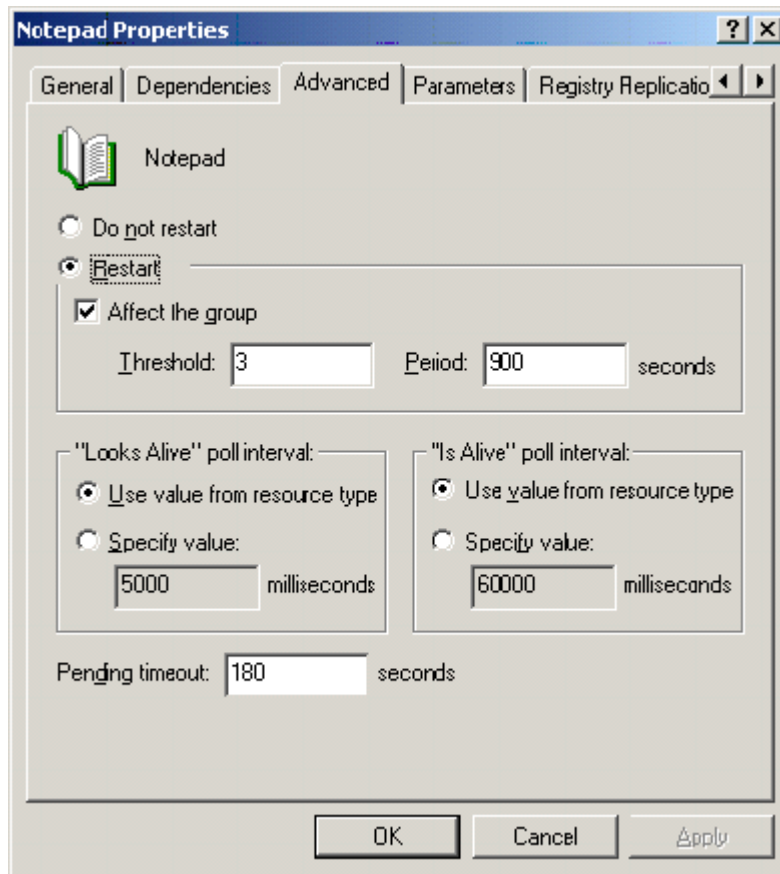 Notepad Properties
General Dependencies Advanced Parameters Registry Replicatio
Notepad
Do not restart
Restart
Affect the group
Threshold: 3 Period: 900 seconds
"Looks Alive" poll interval: "Is Alive" poll interval:
Use value from resource type Use value from resource type
Specify value: Specify value:
5000 milliseconds 60000 milliseconds
Pending timeout: 180 seconds
OK Cancel Apply